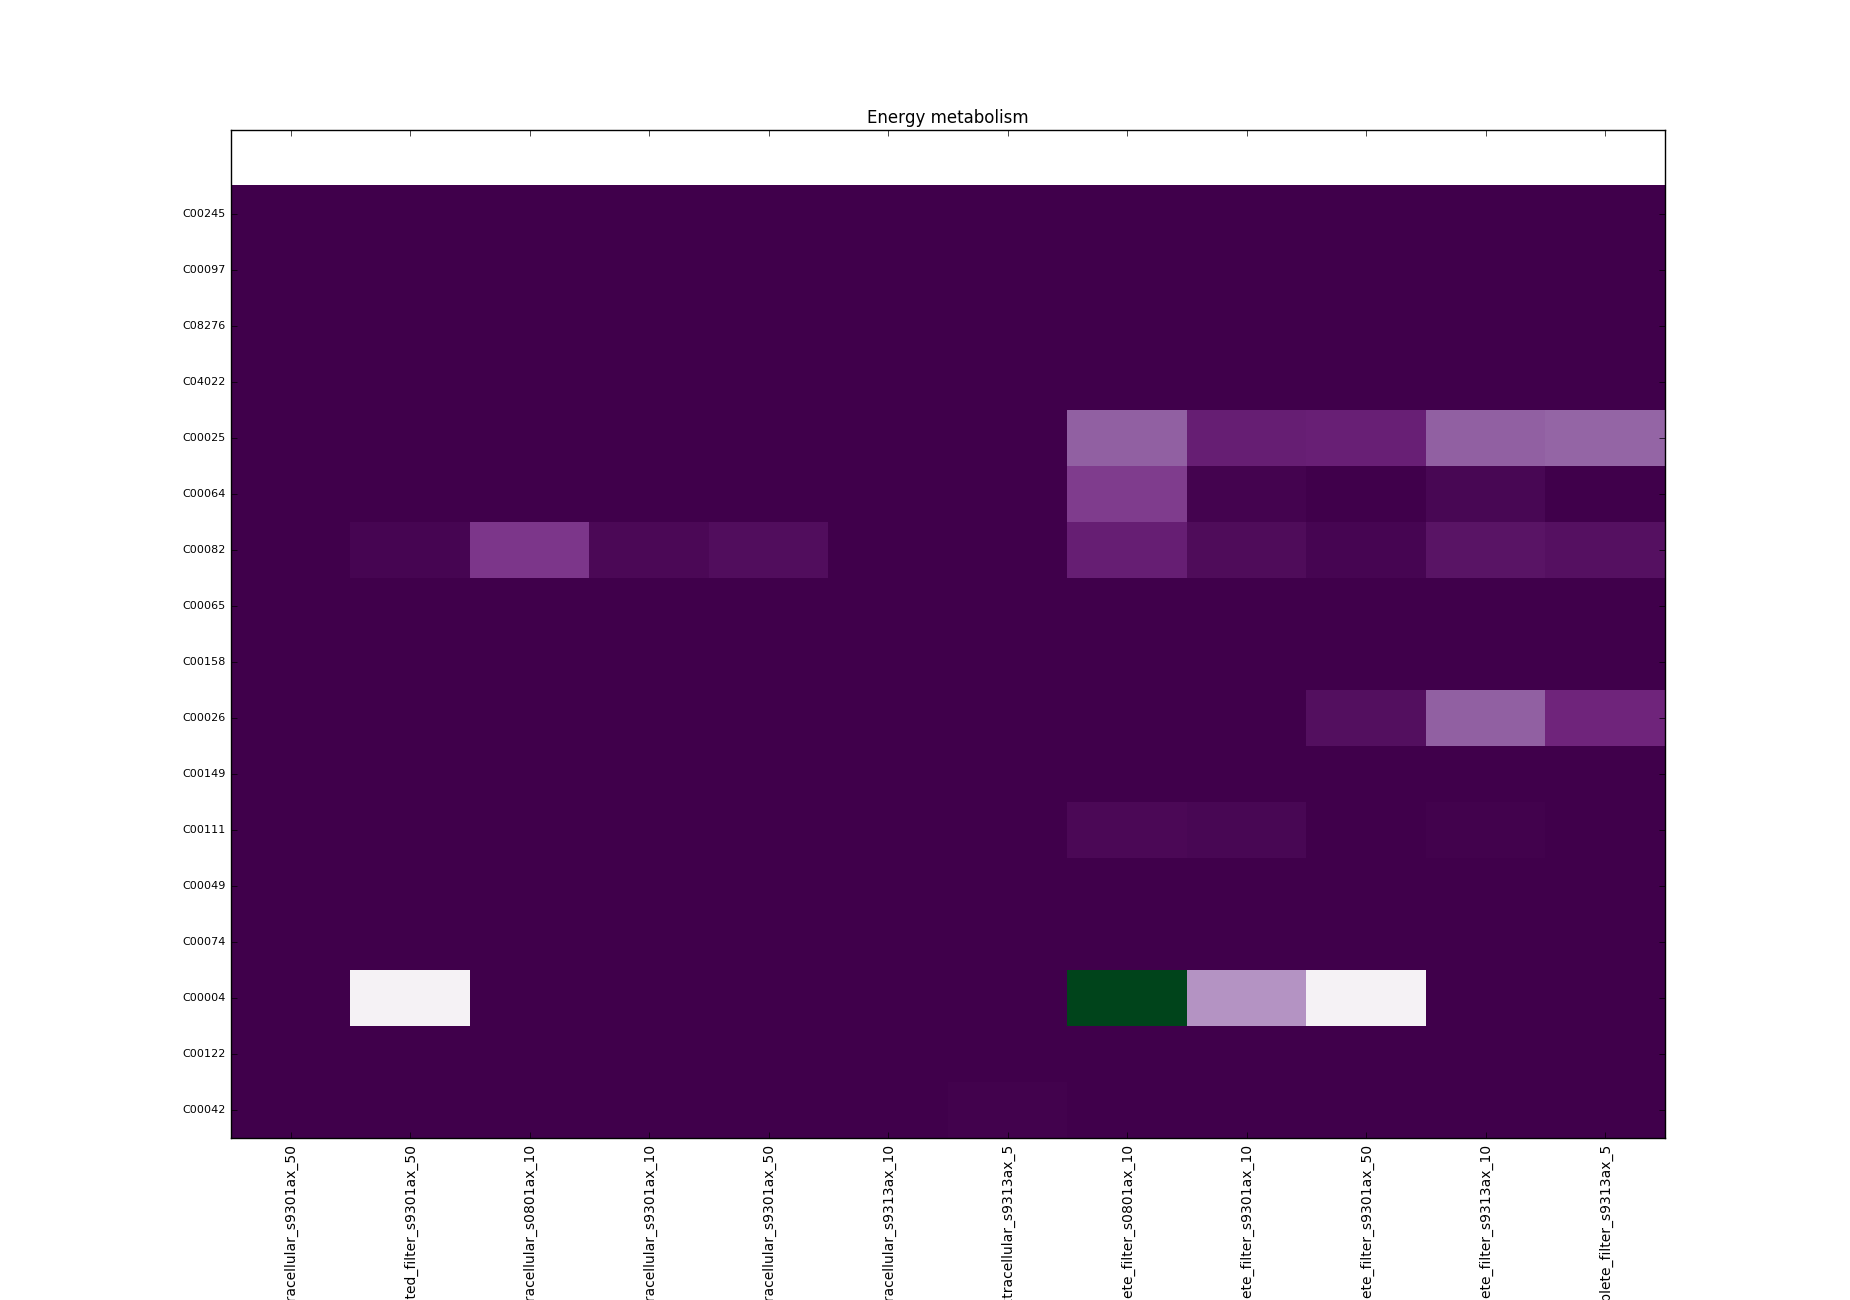 Energy metabolism
C00245
C00097
C08276
C04022
C00025
C00064
C00082
C00065
C00158
C00026
C00149
C00111
C00049
C00074
C00004
C00122
C00042
racellular_s9301ax_50
ted_filter_s9301ax_50
racellular_s0801ax_10
racellular_s9301ax_10
racellular_s9301ax_50
racellular_s9313ax_10
tracellular_s9313ax_5
ete_filter_s0801ax_10
ete_filter_s9301ax_10
ete_filter_s9301ax_50
ete_filter_s9313ax_10
plete_filter_s9313ax_5